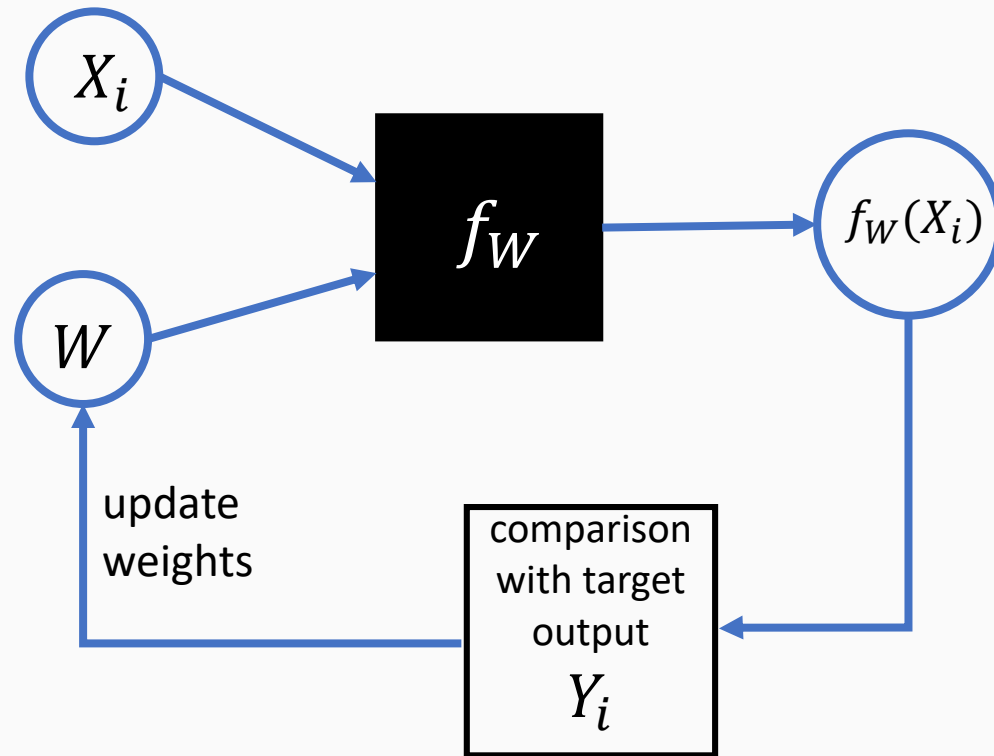 X_i
f_W
f_W(X_i)
W
update
weights
comparison
with target
output
Y_i